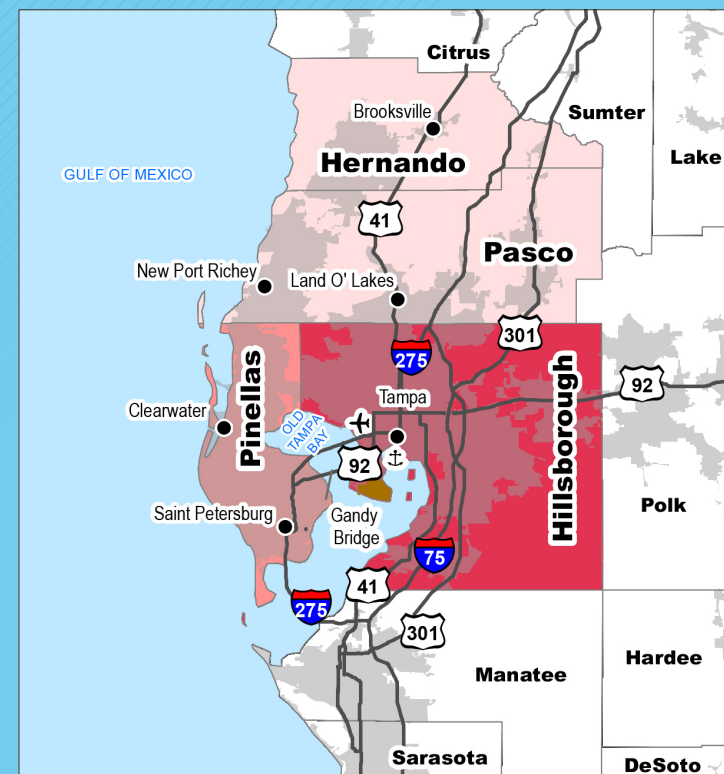 Citrus
Brooksville
Sumter
Hernando
Lake
GULF OF MEXICO
41
Pasco
New Port Richey
Land O' Lakes
301
275
Pinellas
Hillsborough
92
Tampa
Clearwater
OLD
TAMPA
BAY
92
Saint Petersburg
Gandy
Bridge
Polk
75
41
275
301
Manatee
Hardee
Sarasota
DeSoto